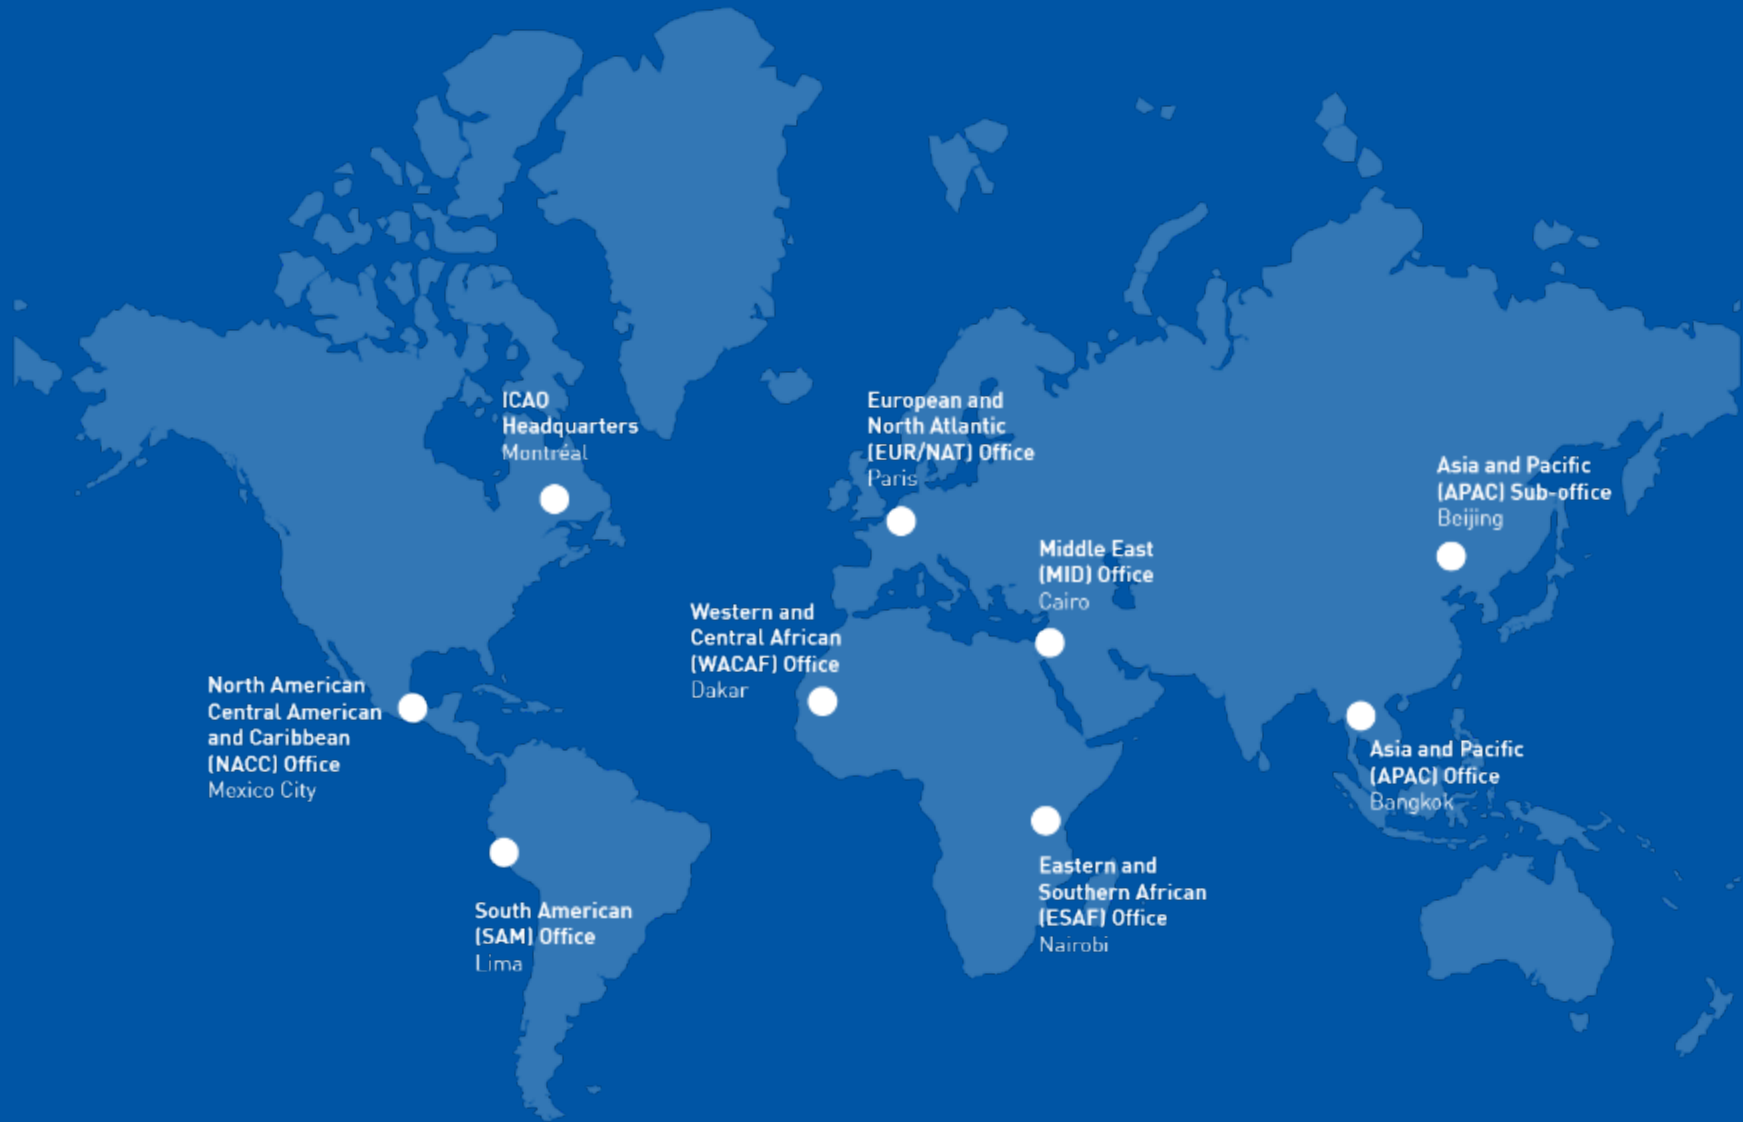 ICAO
Headquarters
Montréal
European and
North Atlantic
(EUR/NAT) Office
Paris
Asia and Pacific
(APAC) Sub-office
Beijing
Middle East
(MID) Office
Cairo
Western and
Central African
(WACAF) Office
Dakar
North American
Central American
and Caribbean
(NACC) Office
Mexico City
Asia and Pacific
(APAC) Office
Bangkok
Eastern and
Southern African
(ESAF) Office
Nairobi
South American
(SAM) Office
Lima